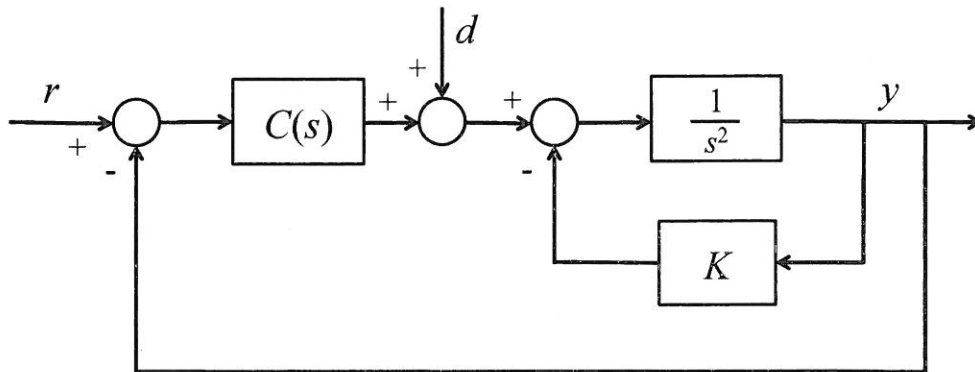 d
r
+
-
C(s)
+
+
+
-
1
s²
y
K